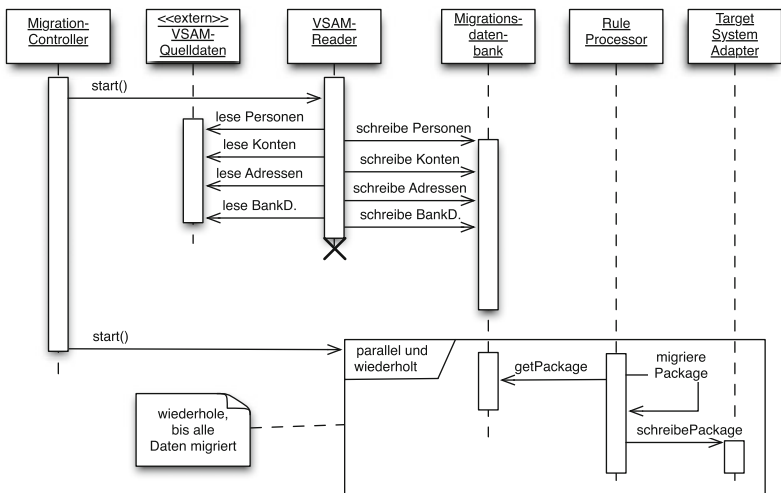 Migration-
Controller
<<extern>>
VSAM-
Quelldaten
VSAM-
Reader
Migrations-
daten-
bank
Rule
Processor
Target
System
Adapter
start()
lese Personen
schreibe Personen
lese Konten
schreibe Konten
lese Adressen
schreibe Adressen
lese BankD.
schreibe BankD.
start()
parallel und
wiederholt
getPackage
migriere
Package
schreibePackage
wiederhole,
bis alle
Daten migriert